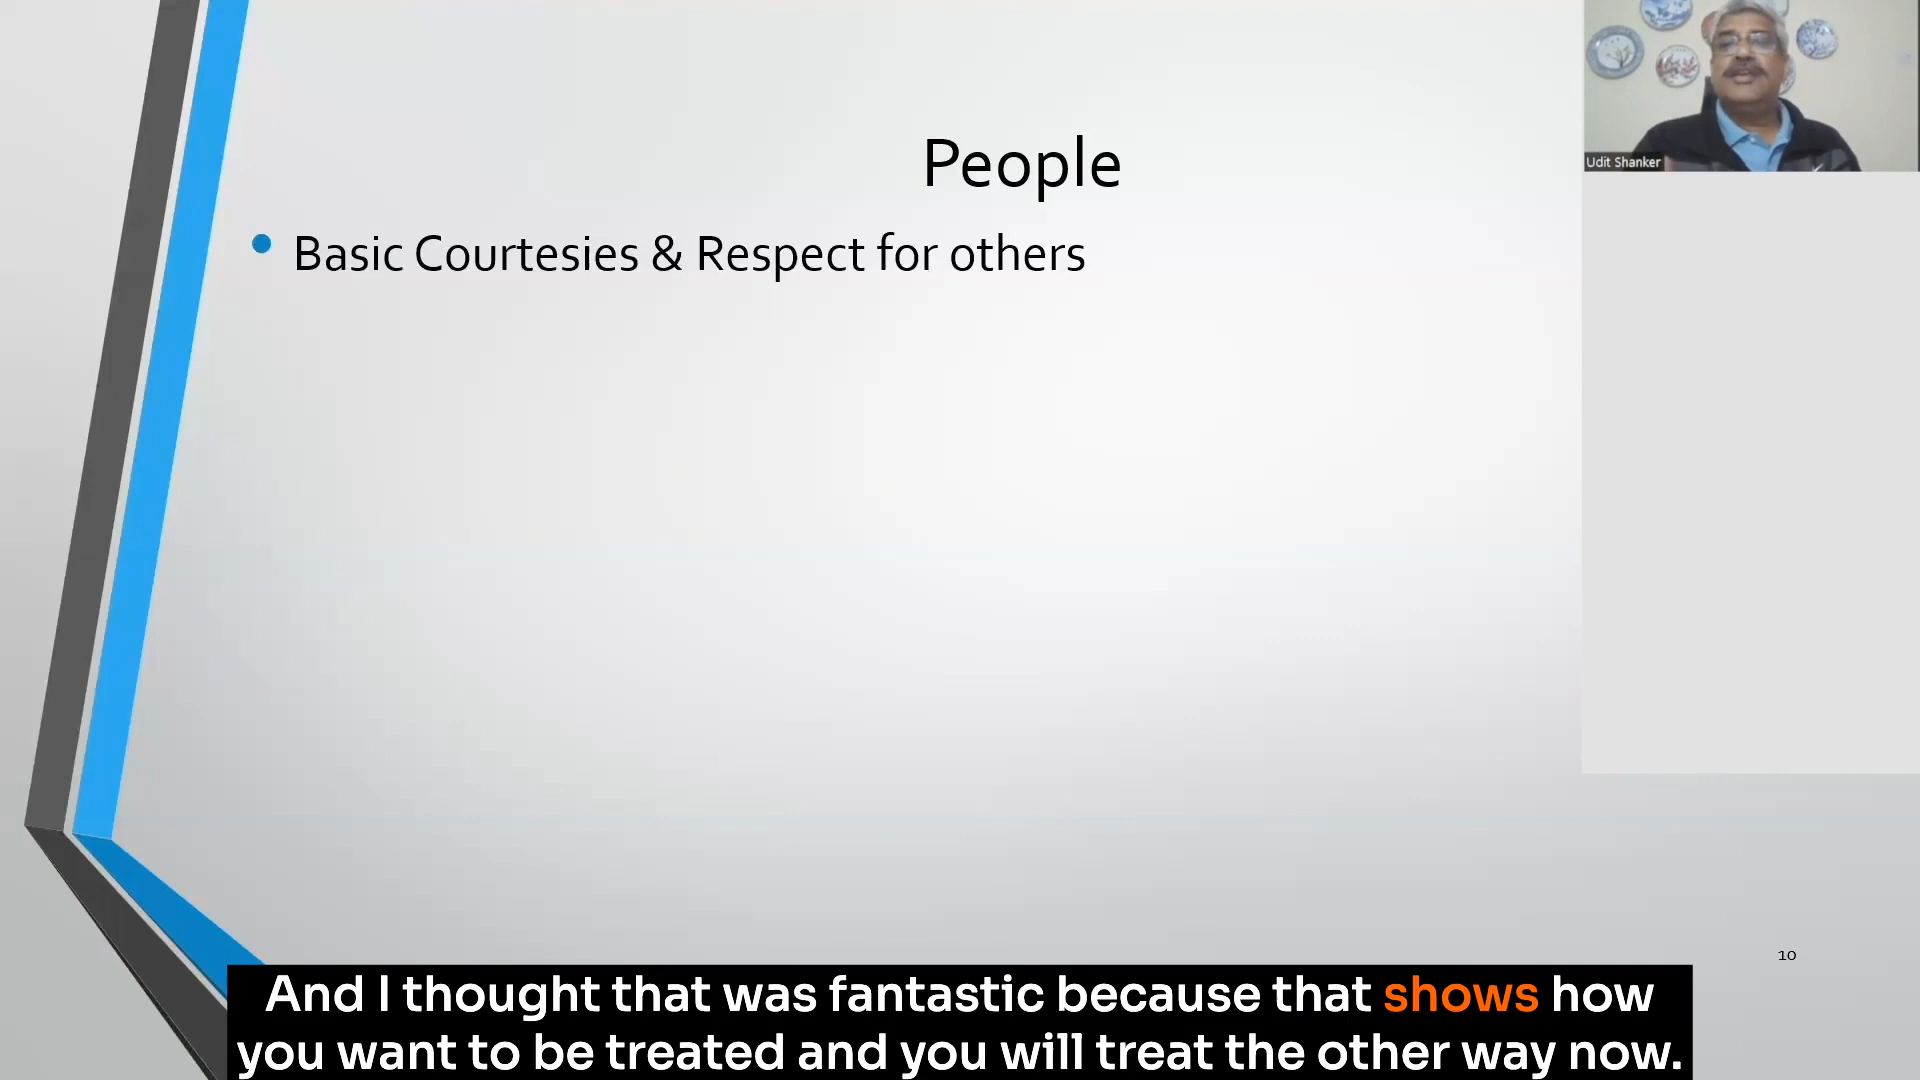 People
Udit Shanker
• Basic Courtesies & Respect for others
10
And I thought that was fantastic because that shows how
you want to be treated and you will treat the other way now.